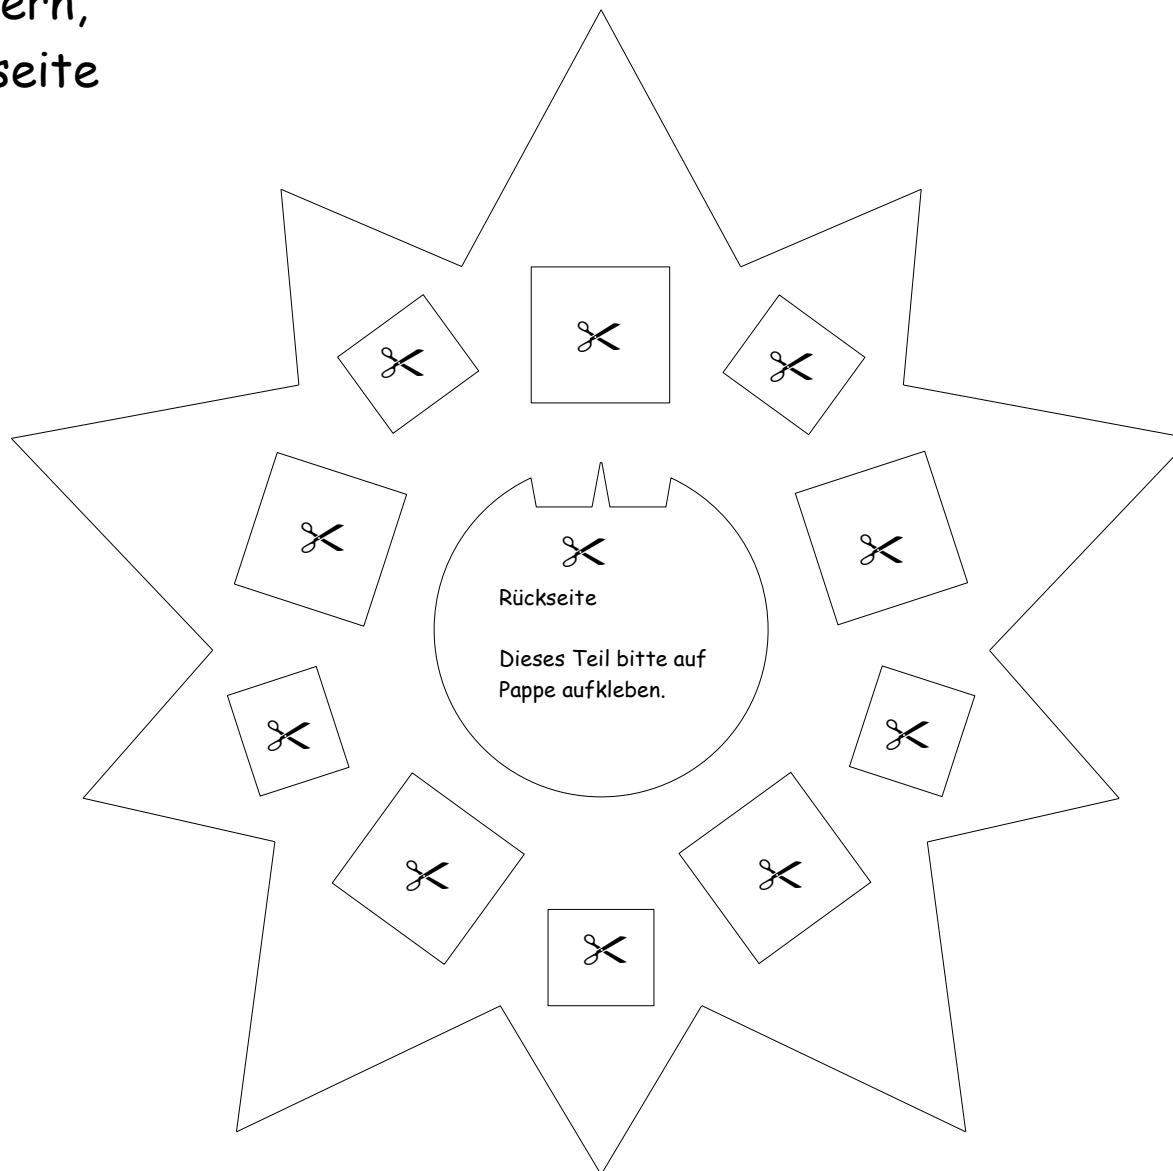 ern,
seite
Rückseite
Dieses Teil bitte auf
Pappe aufkleben.